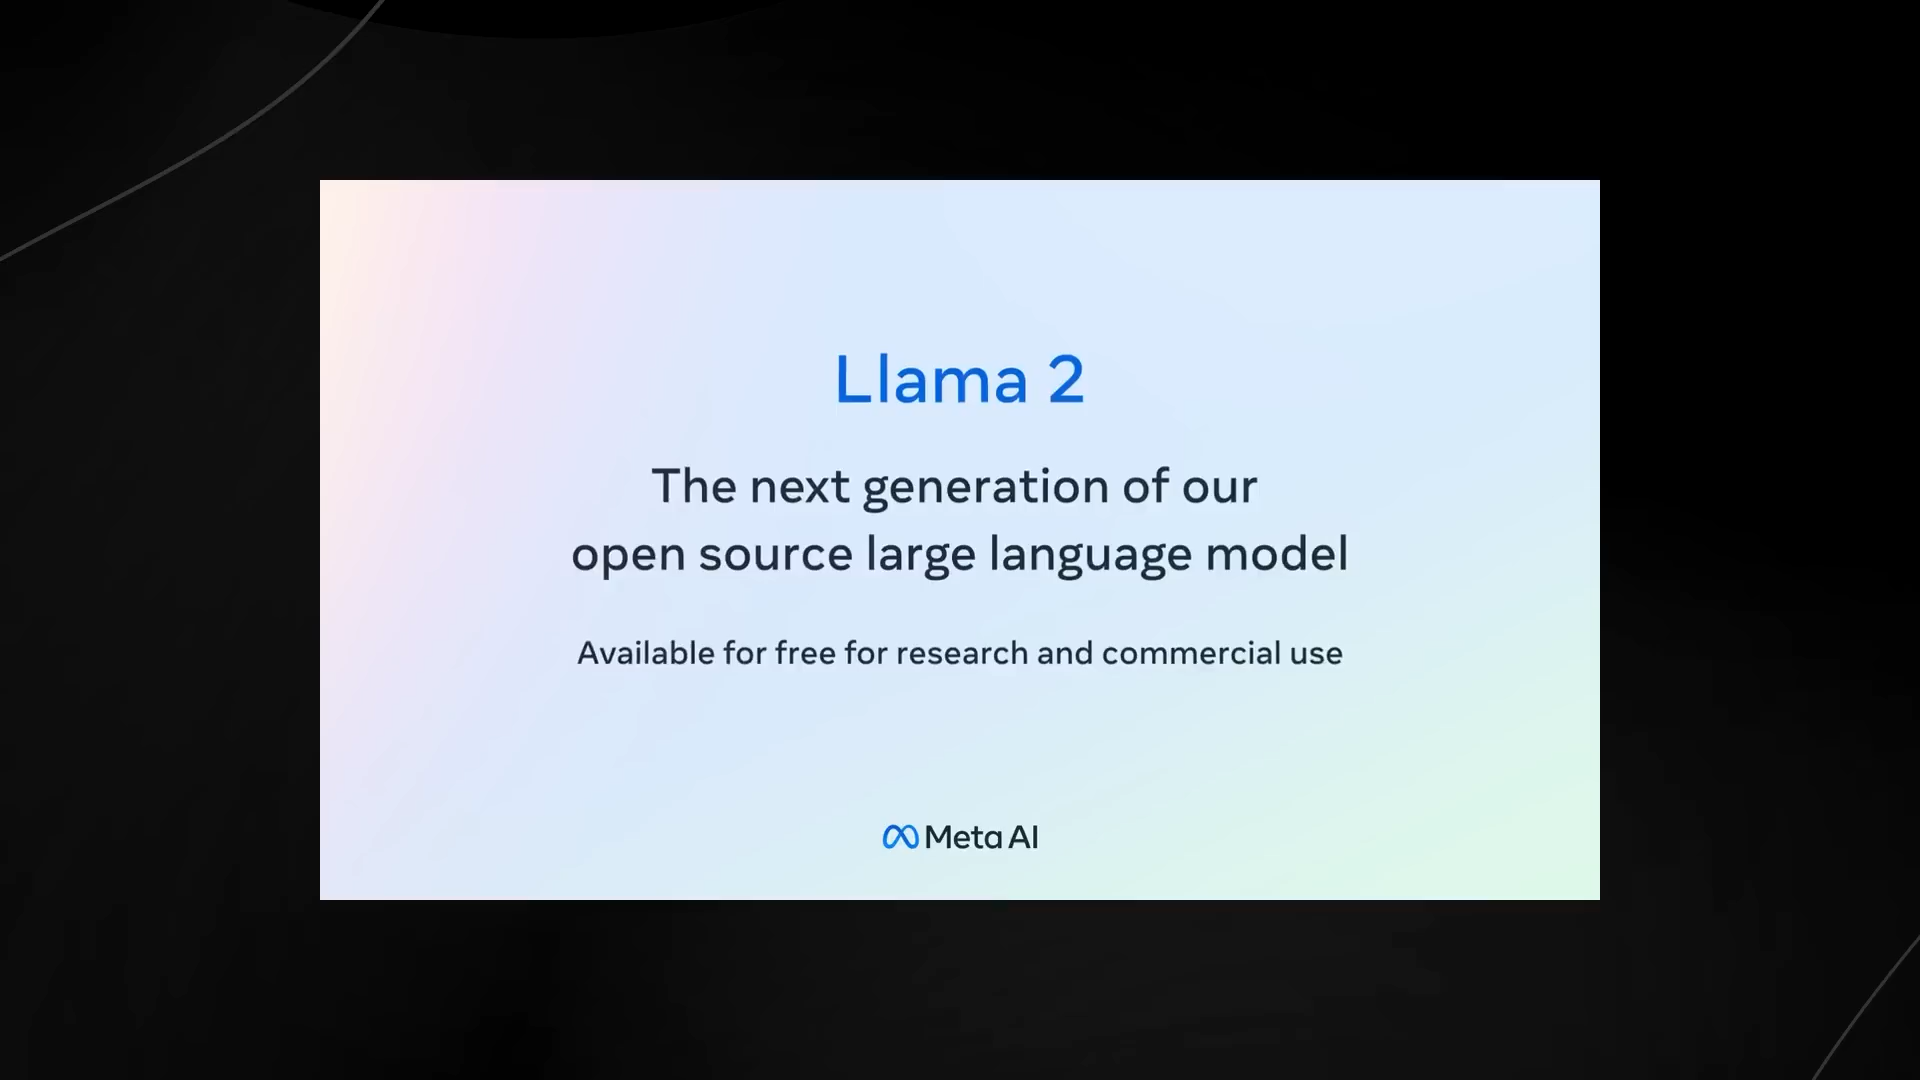 Llama 2
The next generation of our
open source large language model
Available for free for research and commercial use
Meta AI